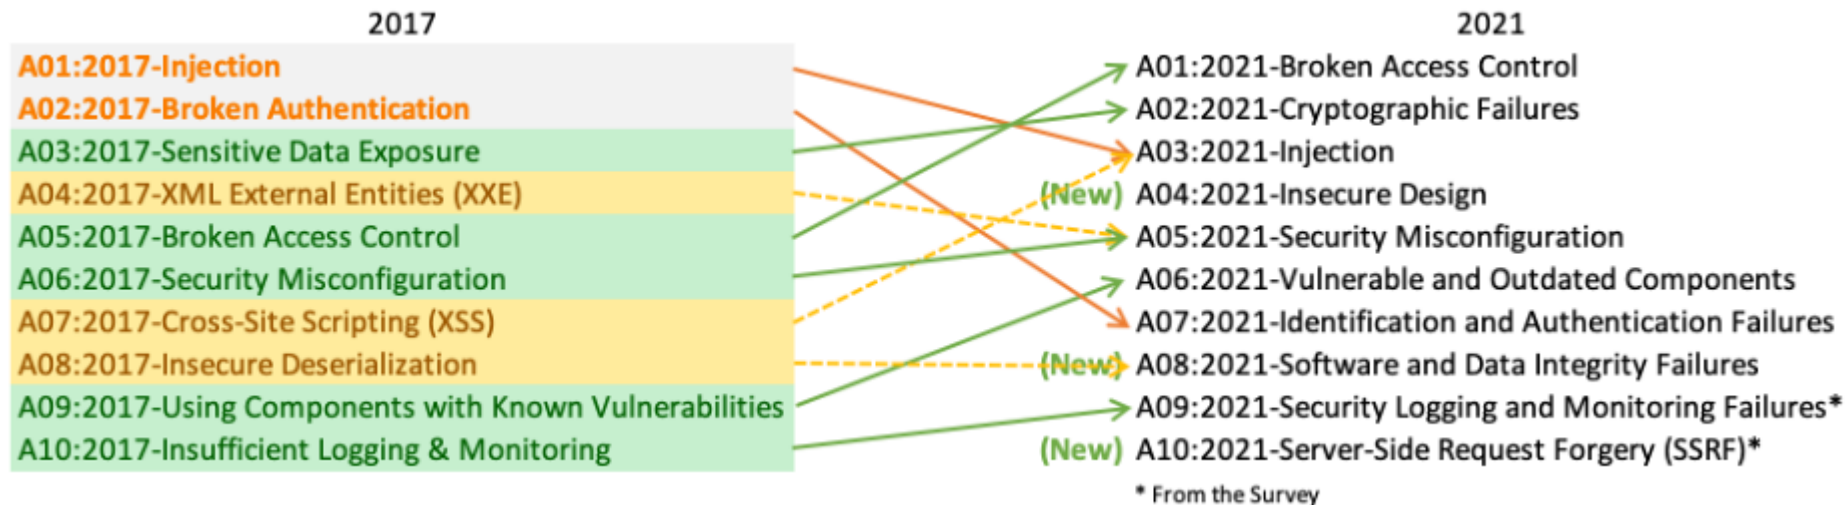 2017
A01:2017-Injection
A02:2017-Broken Authentication
A03:2017-Sensitive Data Exposure
A04:2017-XML External Entities (XXE)
A05:2017-Broken Access Control
A06:2017-Security Misconfiguration
A07:2017-Cross-Site Scripting (XSS)
A08:2017-Insecure Deserialization
A09:2017-Using Components with Known Vulnerabilities
A10:2017-Insufficient Logging & Monitoring
2021
A01:2021-Broken Access Control
A02:2021-Cryptographic Failures
A03:2021-Injection
(New) A04:2021-Insecure Design
A05:2021-Security Misconfiguration
A06:2021-Vulnerable and Outdated Components
A07:2021-Identification and Authentication Failures
(New) A08:2021-Software and Data Integrity Failures
A09:2021-Security Logging and Monitoring Failures*
(New) A10:2021-Server-Side Request Forgery (SSRF)*
* From the Survey